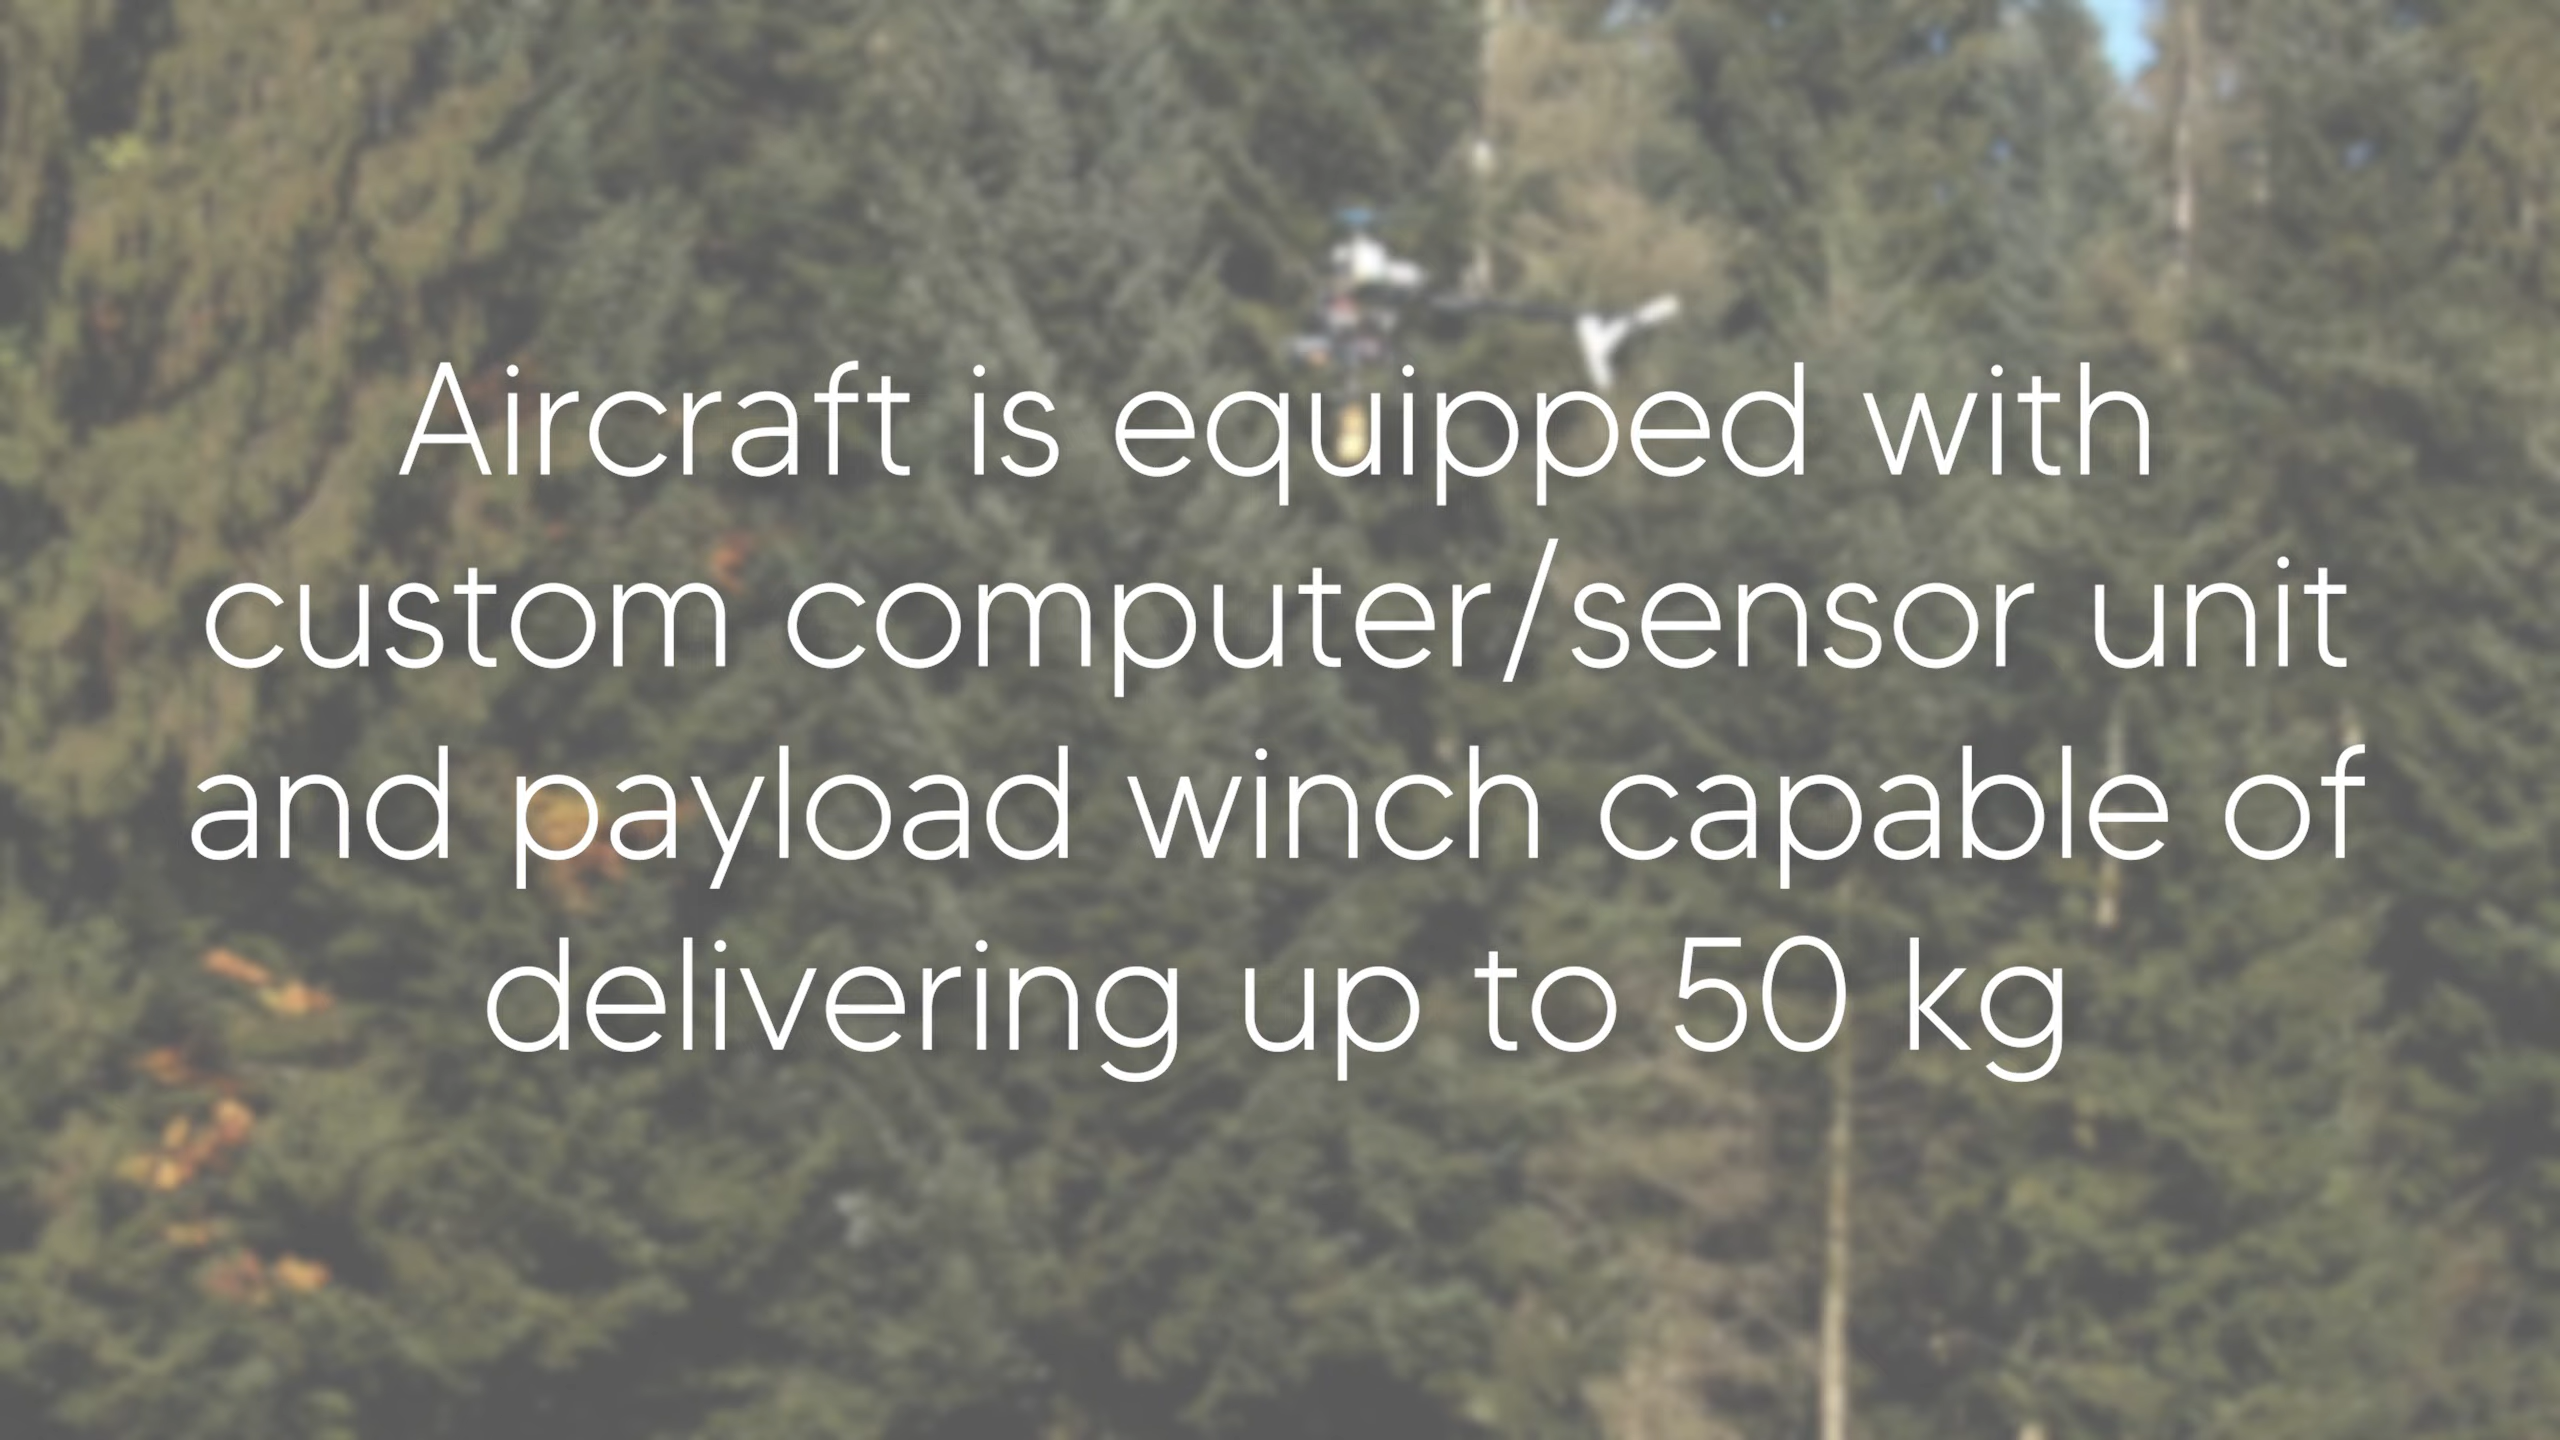 Aircraft is equipped with
custom computer/sensor unit
and payload winch capable of
delivering up to 50 kg